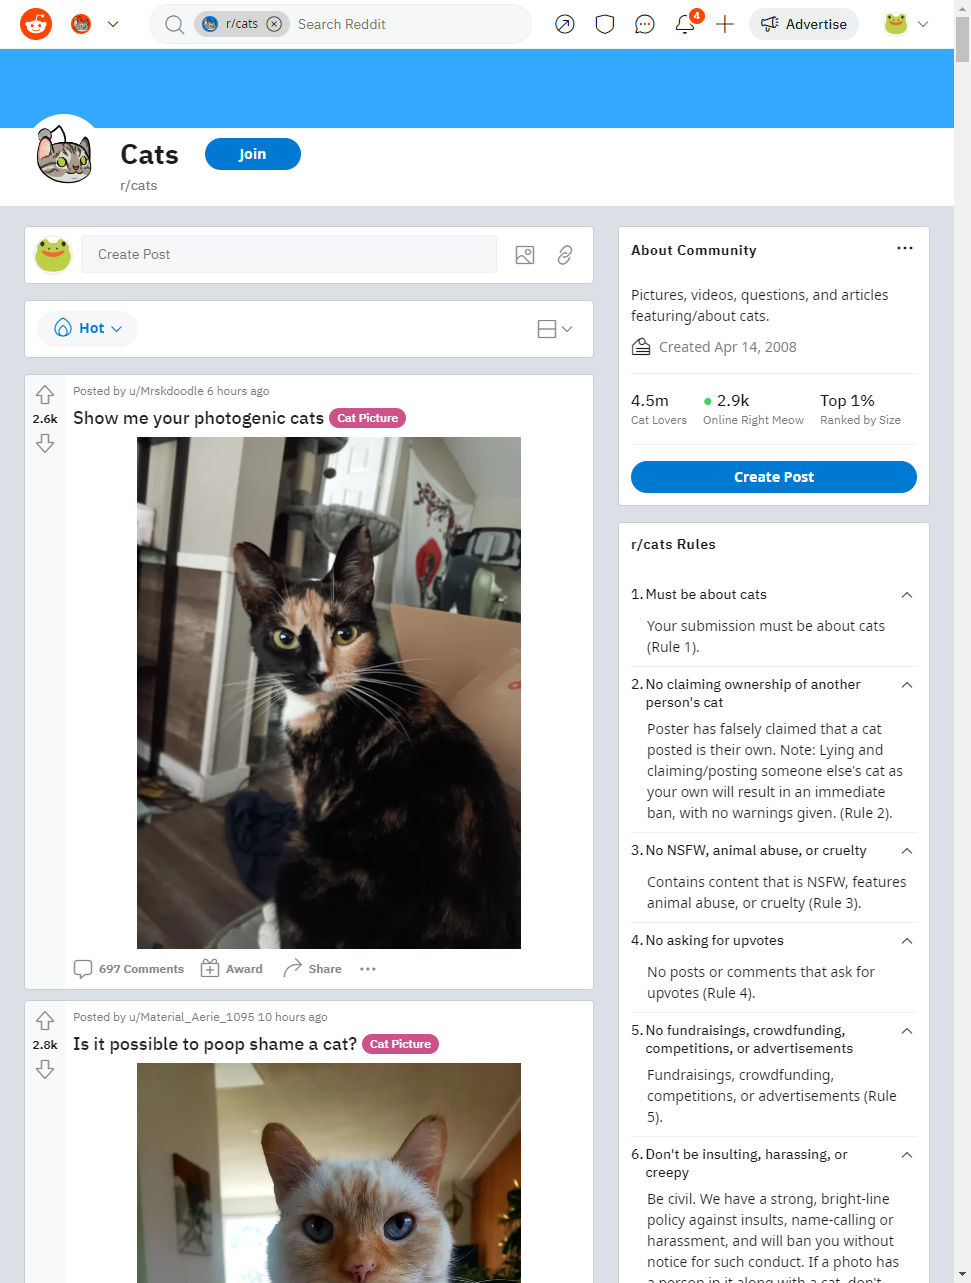 r/cats
Search Reddit
4
Advertise
Cats
Join
r/cats
Create Post
Hot
Posted by u/Mrskdoodle 6 hours ago
2.6k
Show me your photogenic cats Cat Picture
697 Comments Award Share
Posted by u/Material_Aerie_1095 10 hours ago
2.8k
Is it possible to poop shame a cat? Cat Picture
About Community
Pictures, videos, questions, and articles
featuring/about cats.
Created Apr 14, 2008
4.5m 2.9k Top 1%
Cat Lovers Online Right Meow Ranked by Size
Create Post
r/cats Rules
1. Must be about cats
Your submission must be about cats
(Rule 1).
2. No claiming ownership of another
person's cat
Poster has falsely claimed that a cat
posted is their own. Note: Lying and
claiming/posting someone else's cat as
your own will result in an immediate
ban, with no warnings given. (Rule 2).
3. No NSFW, animal abuse, or cruelty
Contains content that is NSFW, features
animal abuse, or cruelty (Rule 3).
4. No asking for upvotes
No posts or comments that ask for
upvotes (Rule 4).
5. No fundraisings, crowdfunding,
competitions, or advertisements
Fundraisings, crowdfunding,
competitions, or advertisements (Rule
5).
6. Don't be insulting, harassing, or
creepy
Be civil. We have a strong, bright-line
policy against insults, name-calling or
harassment, and will ban you without
notice for such conduct. If a photo has
a person in it along with a cat, don't